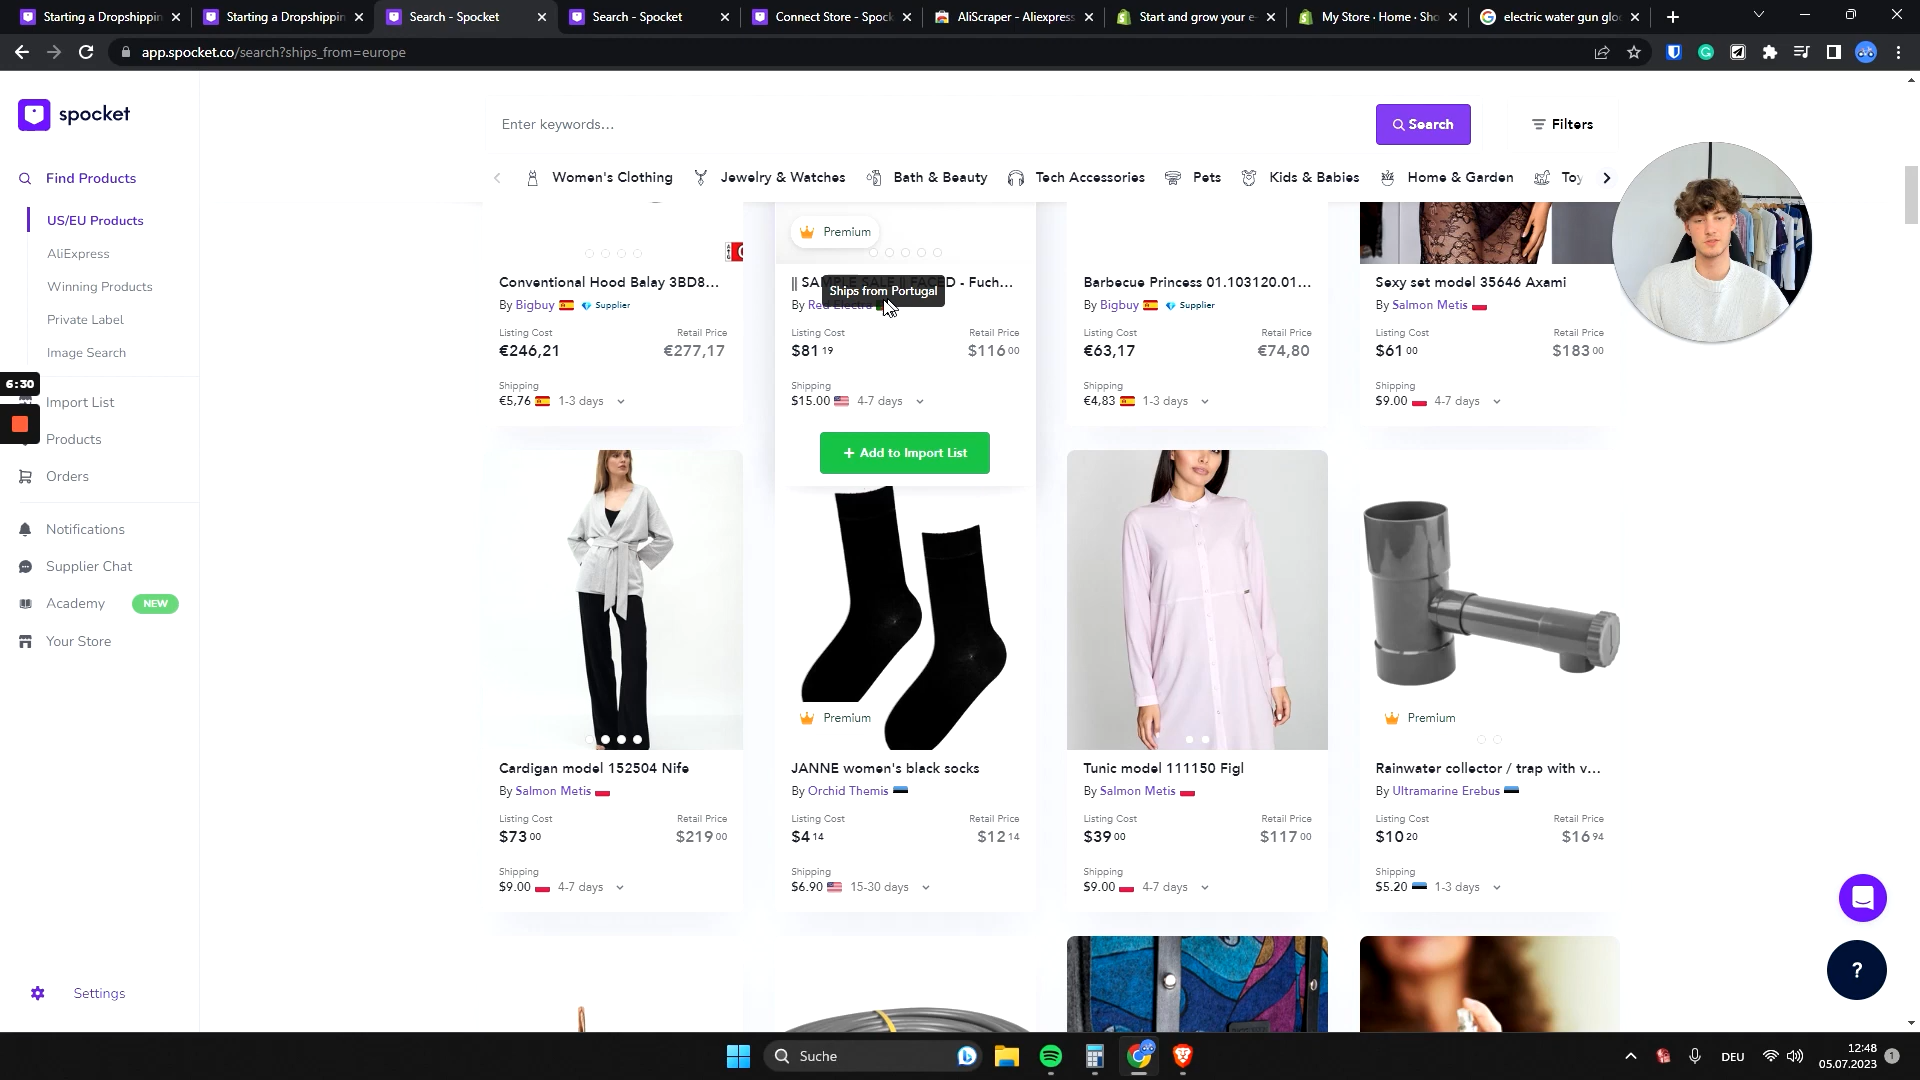 Starting a Dropshippin
Starting a Dropshippin
Search - Spocket
Search - Spocket
Connect Store - Spock
AliScraper - Aliexpress
Start and grow your e
My Store · Home · Sho
electric water gun glo
app.spocket.co/search?ships_from=europe
spocket
Enter keywords...
Search
Filters
Women's Clothing
Jewelry & Watches
Bath & Beauty
Tech Accessories
Pets
Kids & Babies
Home & Garden
Toy
Find Products
US/EU Products
AliExpress
Winning Products
Private Label
Image Search
6:30
Import List
Products
Orders
Notifications
Supplier Chat
Academy NEW
Your Store
Settings
Conventional Hood Balay 3BD8...
By Bigbuy Supplier
Listing Cost Retail Price
€246,21 €277,17
Shipping
€5,76 1-3 days
Premium
|| SAMPLE SALE || FACED - Fuch...
Ships from Portugal
By Red Electra
Listing Cost Retail Price
$81 19 $116 00
Shipping
$15.00 4-7 days
+ Add to Import List
Barbecue Princess 01.103120.01...
By Bigbuy Supplier
Listing Cost Retail Price
€63,17 €74,80
Shipping
€4,83 1-3 days
Sexy set model 35646 Axami
By Salmon Metis
Listing Cost Retail Price
$61 00 $183 00
Shipping
$9.00 4-7 days
Cardigan model 152504 Nife
By Salmon Metis
Listing Cost Retail Price
$73 00 $219 00
Shipping
$9.00 4-7 days
Premium
JANNE women's black socks
By Orchid Themis
Listing Cost Retail Price
$4 14 $12 14
Shipping
$6.90 15-30 days
Tunic model 111150 Figl
By Salmon Metis
Listing Cost Retail Price
$39 00 $117 00
Shipping
$9.00 4-7 days
Premium
Rainwater collector / trap with v...
By Ultramarine Erebus
Listing Cost Retail Price
$10 20 $16 94
Shipping
$5.20 1-3 days
?
Suche
DEU
12:48
05.07.2023
1